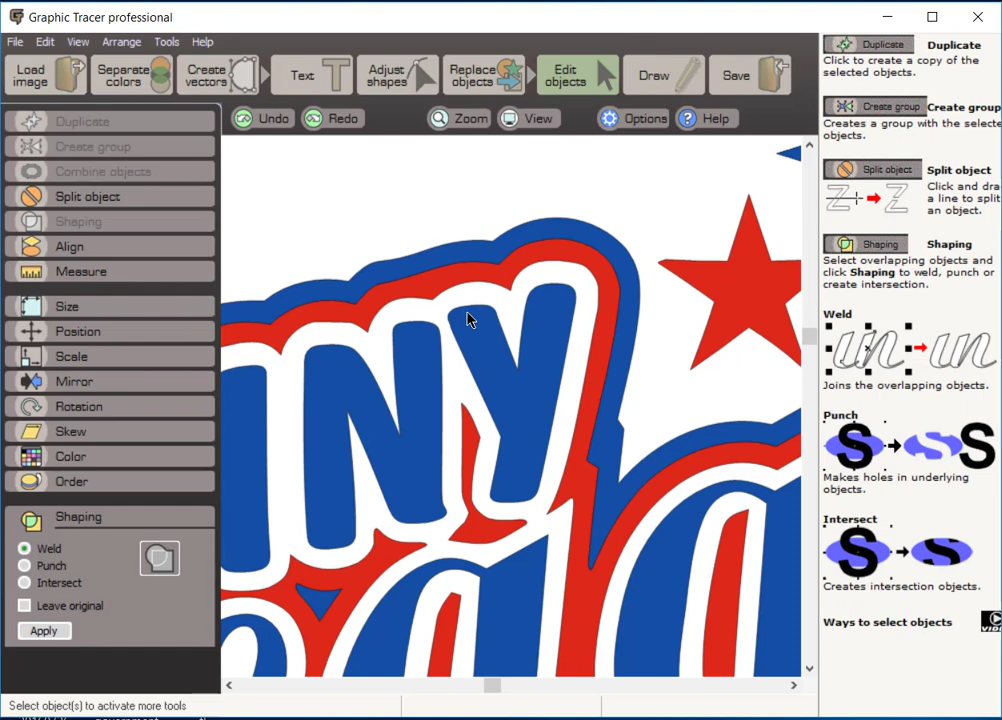 Graphic Tracer professional
File Edit View Arrange Tools Help
Load image
Separate colors
Create vectors
Text
Adjust shapes
Replace objects
Edit objects
Draw
Save
Undo Redo Zoom View Options Help
Duplicate
Create group
Combine objects
Split object
Shaping
Align
Measure
Size
Position
Scale
Mirror
Rotation
Skew
Color
Order
Shaping
Weld
Punch
Intersect
Leave original
Apply
NY
Duplicate Duplicate
Click to create a copy of the
selected objects.
Create group Create group
Creates a group with the selecte
objects.
Split object Split object
Click and dra
a line to split
an object.
Shaping Shaping
Select overlapping objects and
click Shaping to weld, punch or
create intersection.
Weld
un un
Joins the overlapping objects.
Punch
S S S
Makes holes in underlying
objects.
Intersect
S S
Creates intersection objects.
Ways to select objects
Select object(s) to activate more tools